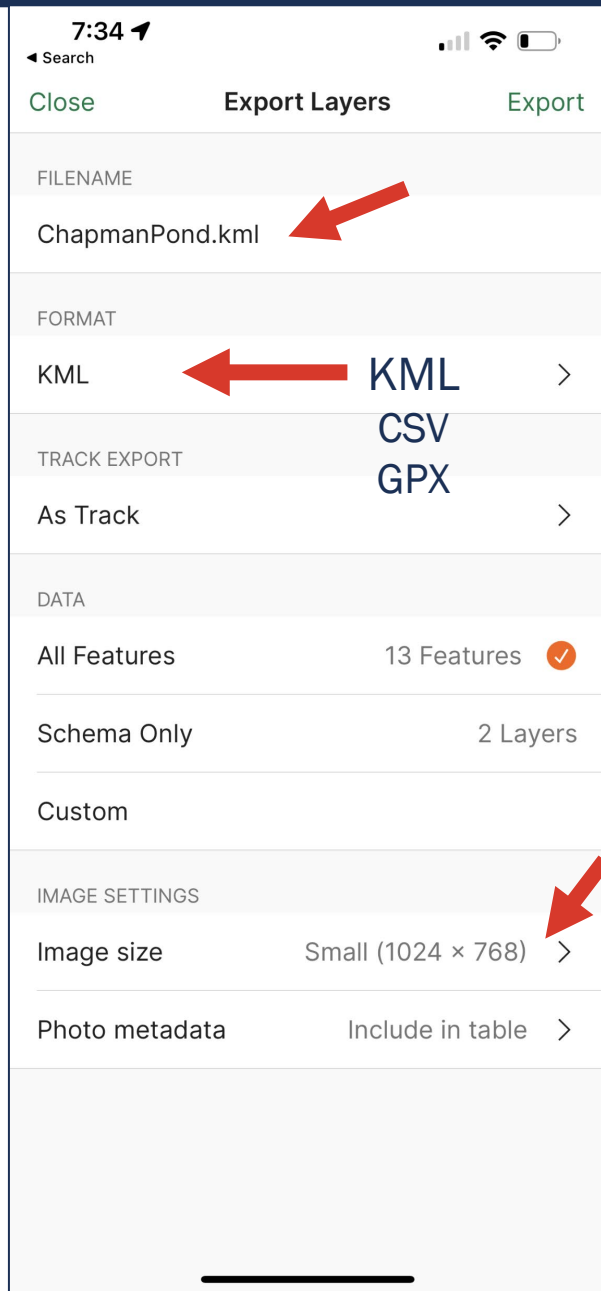 7:34
◄ Search
Close Export Layers Export
FILENAME
ChapmanPond.kml
FORMAT
KML KML
CSV
TRACK EXPORT
GPX
As Track
DATA
All Features 13 Features
Schema Only 2 Layers
Custom
IMAGE SETTINGS
Image size Small (1024 × 768)
Photo metadata Include in table